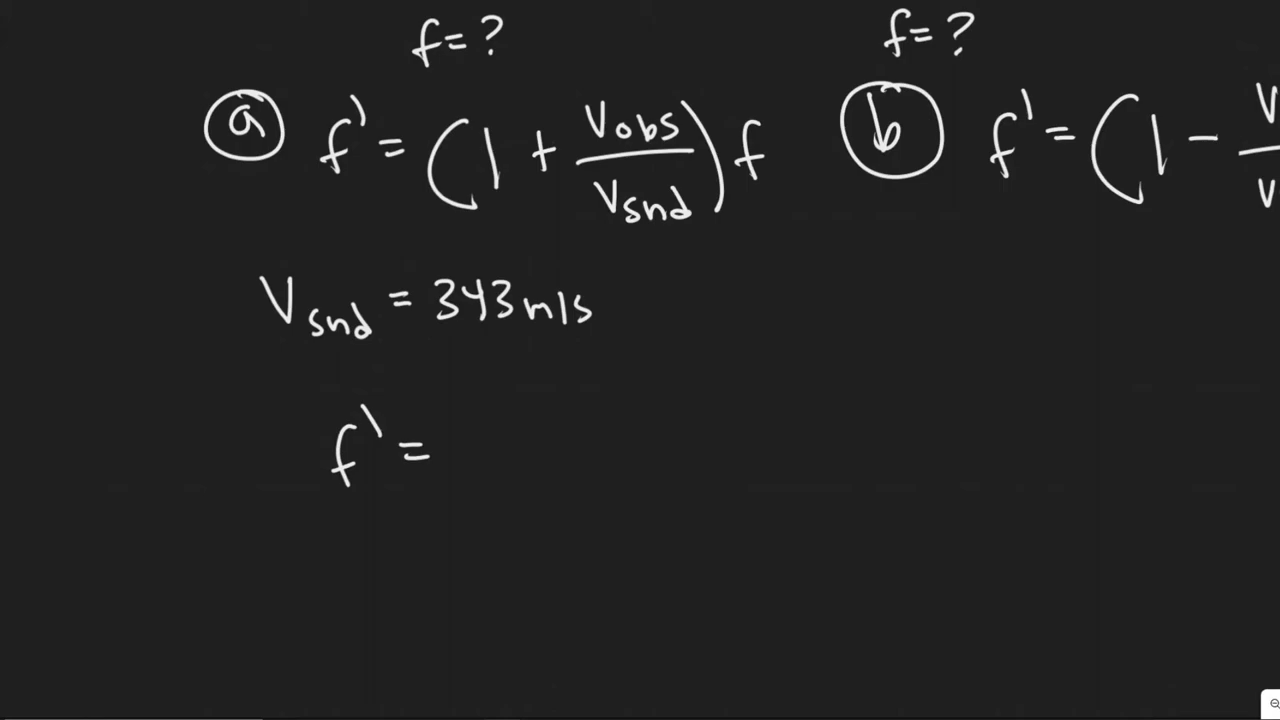 f = ?
f = ?
a f' = (1 + Vobs/Vsnd) f
b f' = (1 - V/V
Vsnd = 343 m/s
f' =